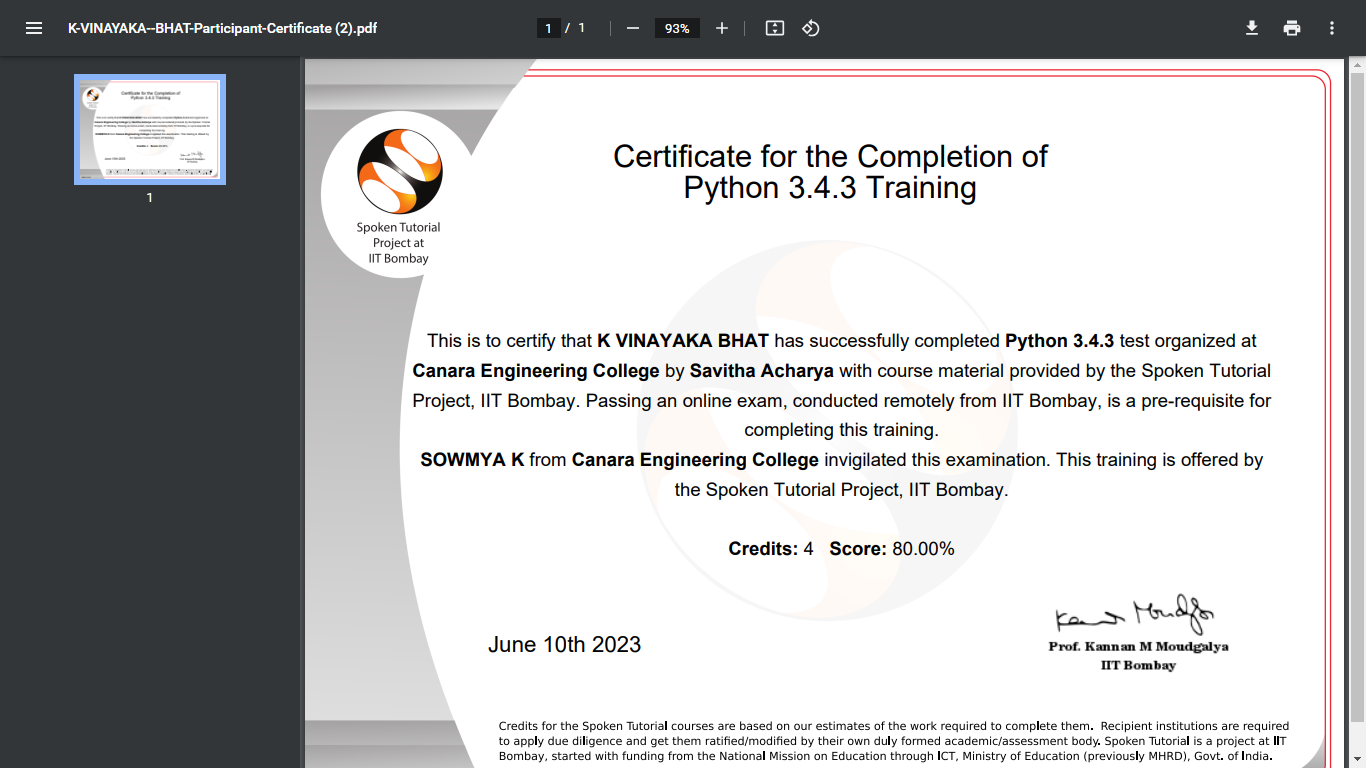 K-VINAYAKA--BHAT-Participant-Certificate (2).pdf
1 / 1
93%
1
Spoken Tutorial
Project at
IIT Bombay
Certificate for the Completion of
Python 3.4.3 Training
This is to certify that K VINAYAKA BHAT has successfully completed Python 3.4.3 test organized at
Canara Engineering College by Savitha Acharya with course material provided by the Spoken Tutorial
Project, IIT Bombay. Passing an online exam, conducted remotely from IIT Bombay, is a pre-requisite for
completing this training.
SOWMYA K from Canara Engineering College invigilated this examination. This training is offered by
the Spoken Tutorial Project, IIT Bombay.
Credits: 4 Score: 80.00%
June 10th 2023
Prof. Kannan M Moudgalya
IIT Bombay
Credits for the Spoken Tutorial courses are based on our estimates of the work required to complete them. Recipient institutions are required
to apply due diligence and get them ratified/modified by their own duly formed academic/assessment body. Spoken Tutorial is a project at IIT
Bombay, started with funding from the National Mission on Education through ICT, Ministry of Education (previously MHRD), Govt. of India.